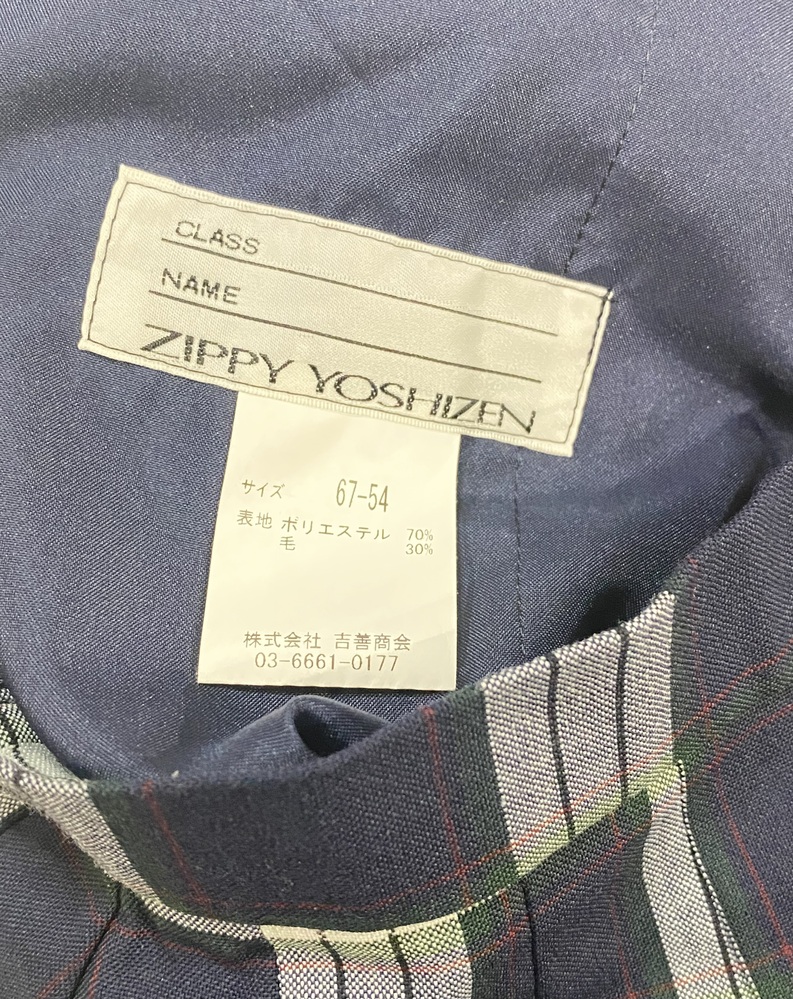 CLASS
NAME
ZIPPY YOSHIZEN
サイズ 67-54
表地 ポリエステル 70%
毛 30%
株式会社 吉善商会
03-6661-0177